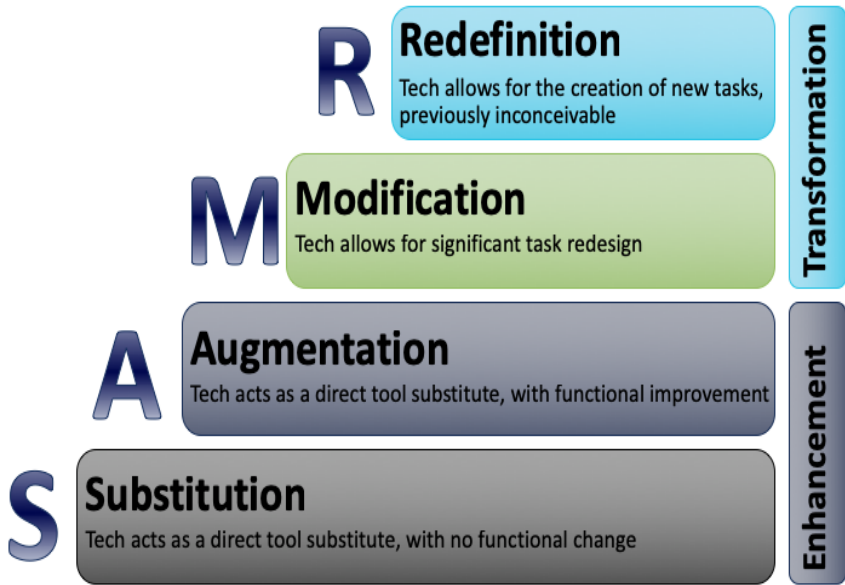 R
Redefinition
Tech allows for the creation of new tasks,
previously inconceivable
M
Modification
Tech allows for significant task redesign
Transformation
A
Augmentation
Tech acts as a direct tool substitute, with functional improvement
S
Substitution
Tech acts as a direct tool substitute, with no functional change
Enhancement